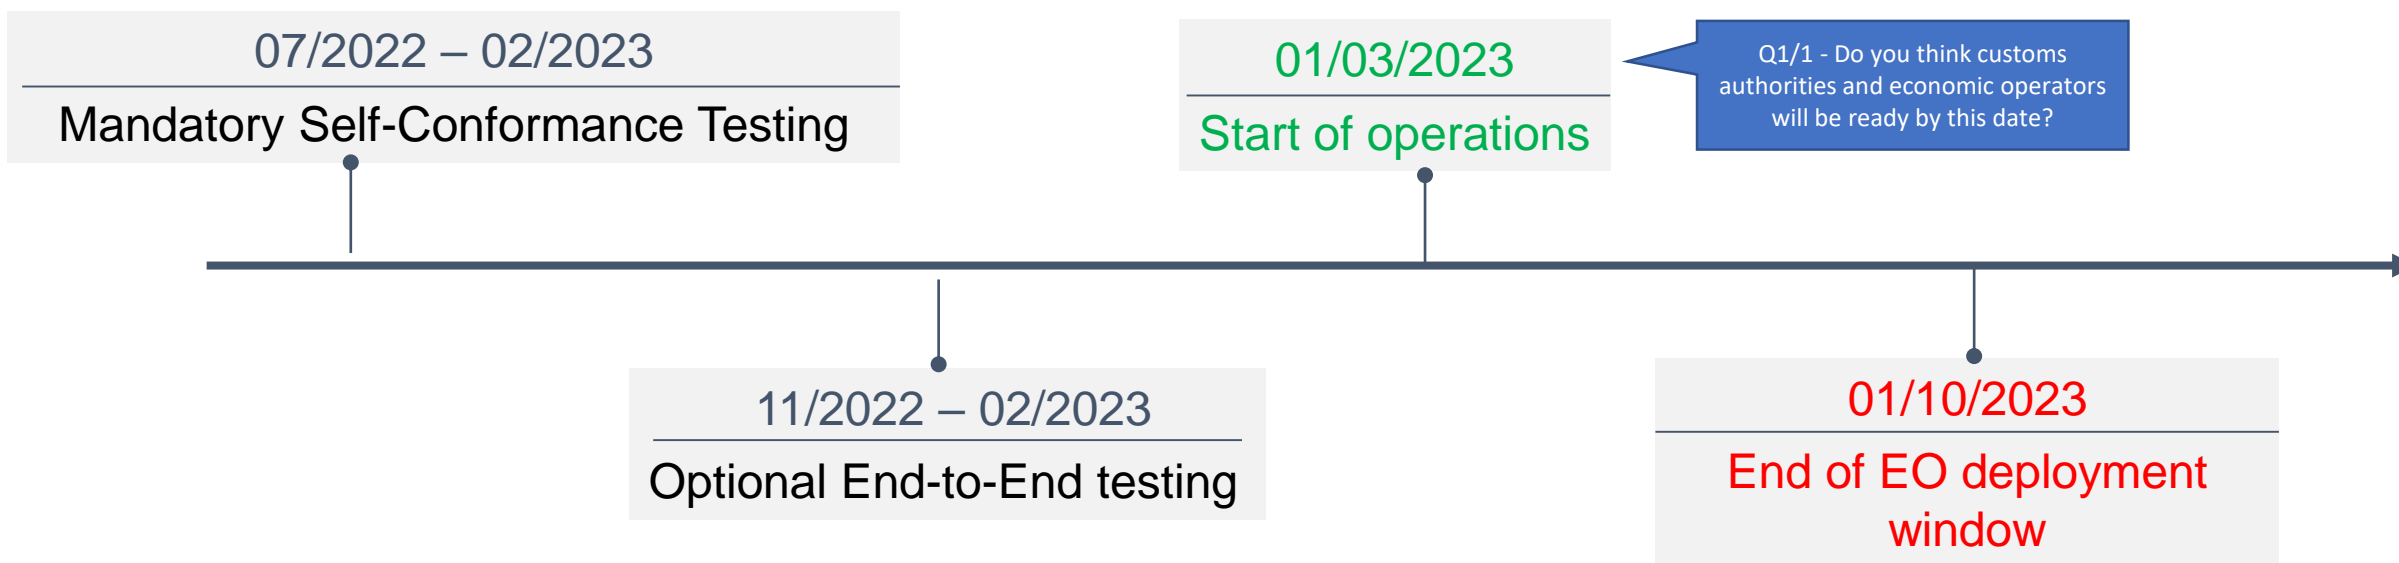 07/2022 – 02/2023
Mandatory Self-Conformance Testing
01/03/2023
Start of operations
Q1/1 - Do you think customs
authorities and economic operators
will be ready by this date?
11/2022 – 02/2023
Optional End-to-End testing
01/10/2023
End of EO deployment
window